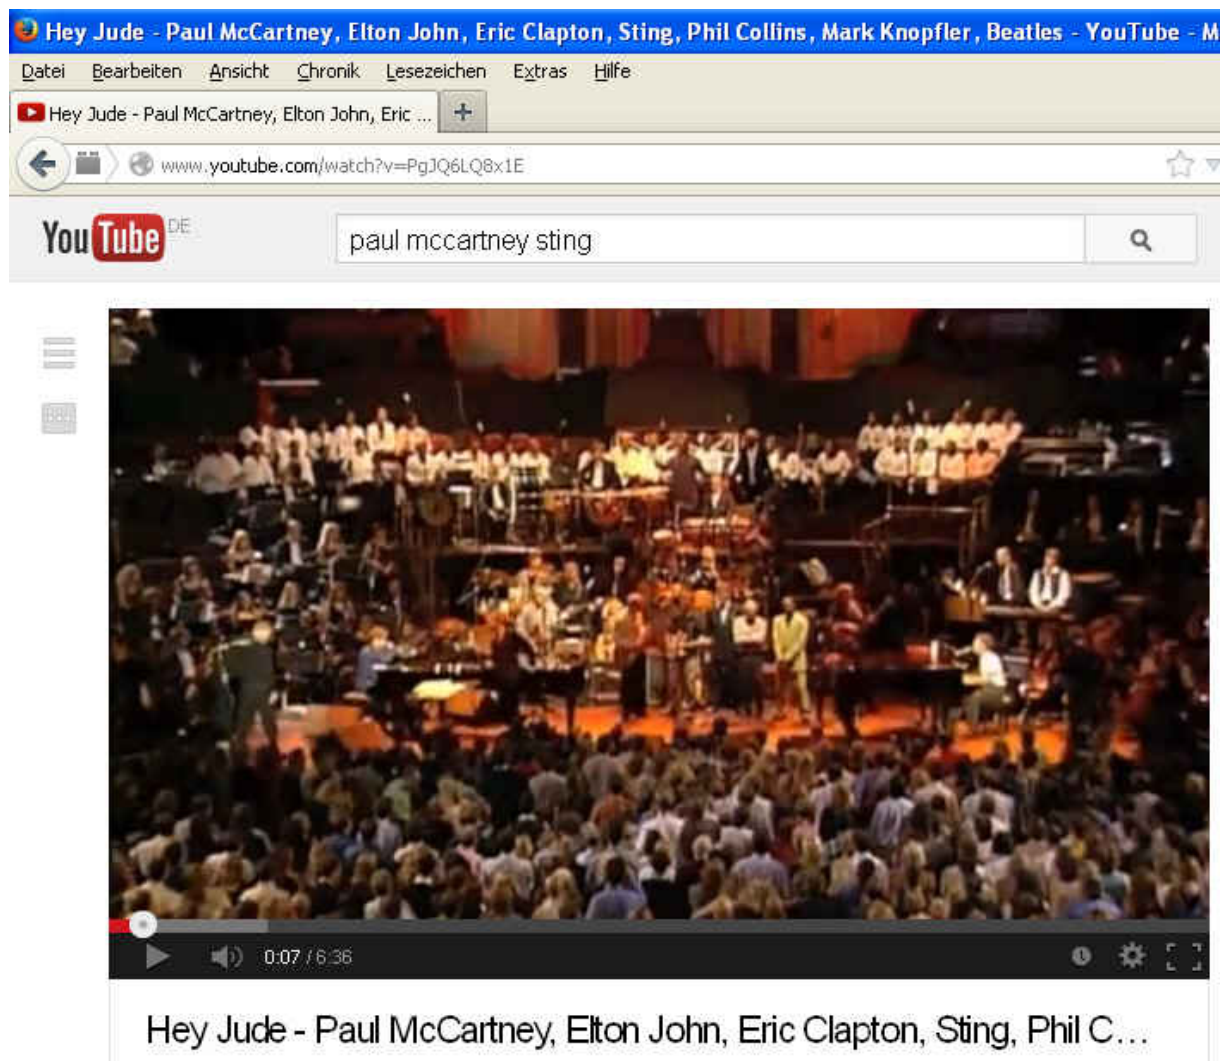 Hey Jude - Paul McCartney, Elton John, Eric Clapton, Sting, Phil Collins, Mark Knopfler, Beatles - YouTube - M
Datei Bearbeiten Ansicht Chronik Lesezeichen Extras Hilfe
Hey Jude - Paul McCartney, Elton John, Eric ...
www.youtube.com/watch?v=PgJQ6LQ8x1E
YouTube DE
paul mccartney sting
0:07 / 6:36
Hey Jude - Paul McCartney, Elton John, Eric Clapton, Sting, Phil C...